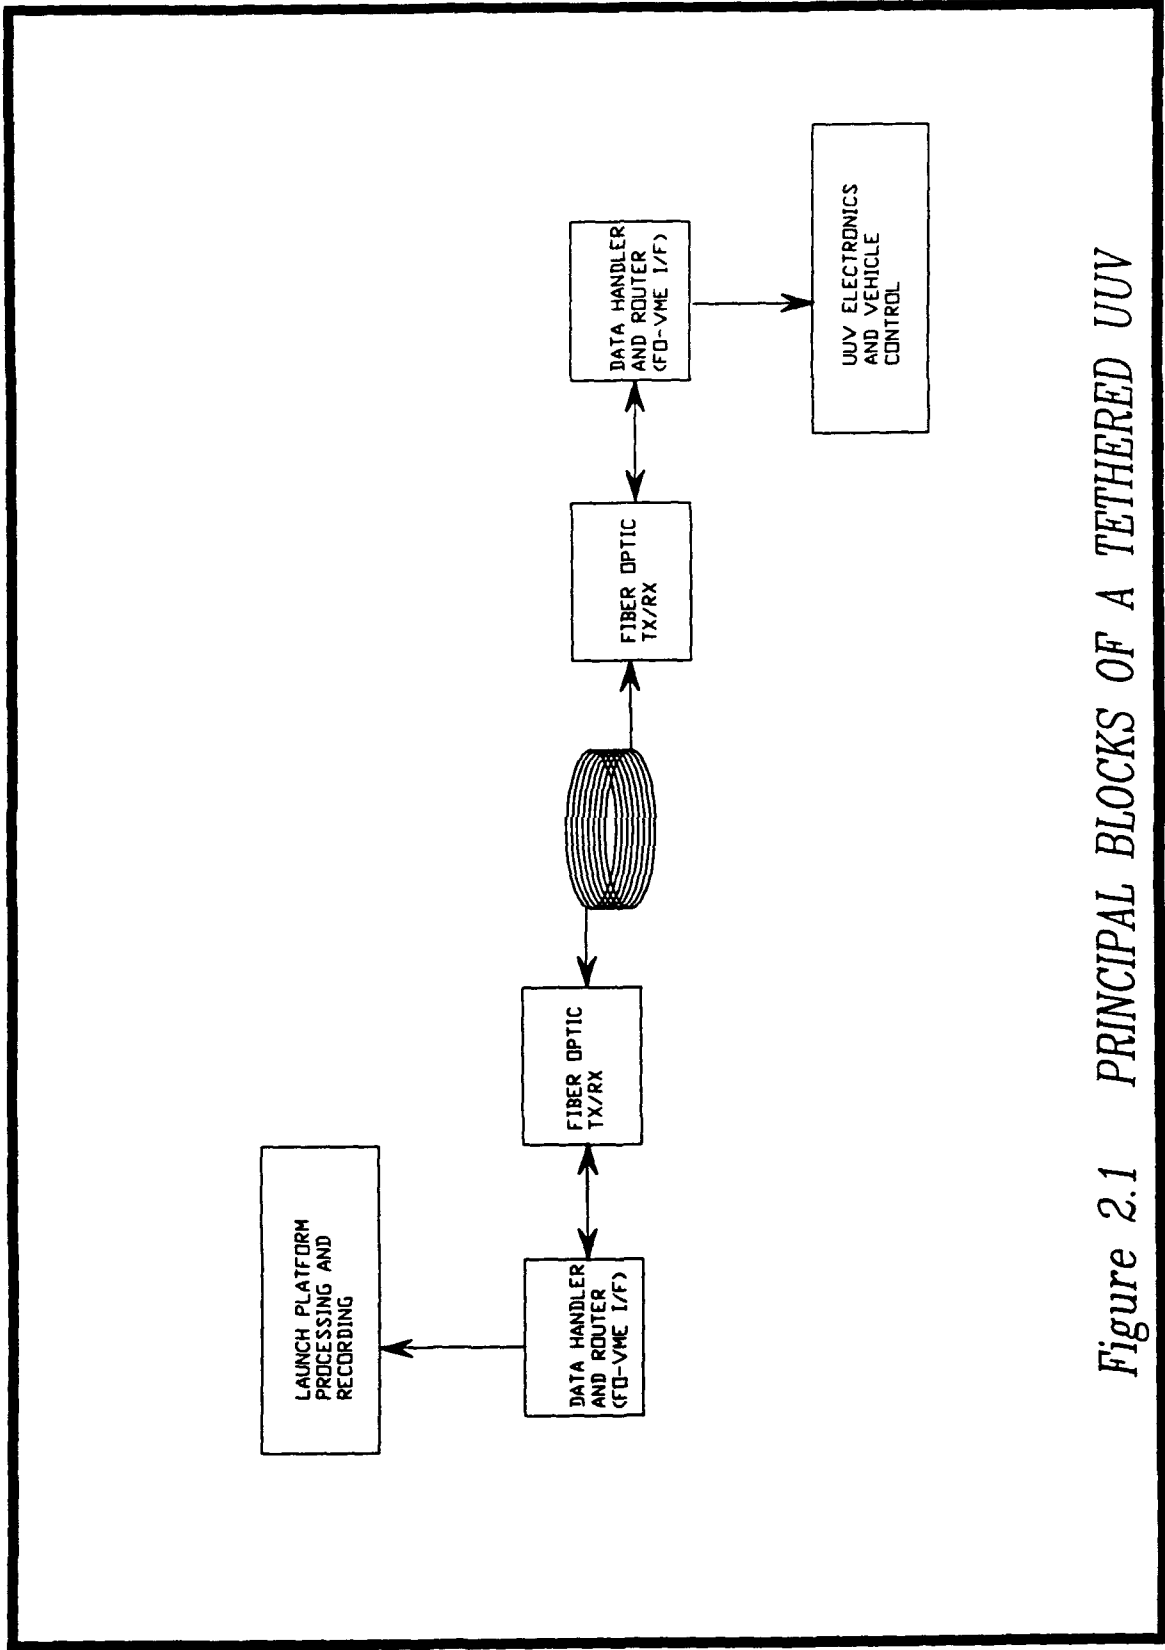 LAUNCH PLATFORM
PROCESSING AND
RECORDING
DATA HANDLER
AND ROUTER
(FO-VME I/F)
FIBER OPTIC
TX/RX
FIBER OPTIC
TX/RX
DATA HANDLER
AND ROUTER
(FO-VME I/F)
UUV ELECTRONICS
AND VEHICLE
CONTROL
Figure 2.1 PRINCIPAL BLOCKS OF A TETHERED UUV